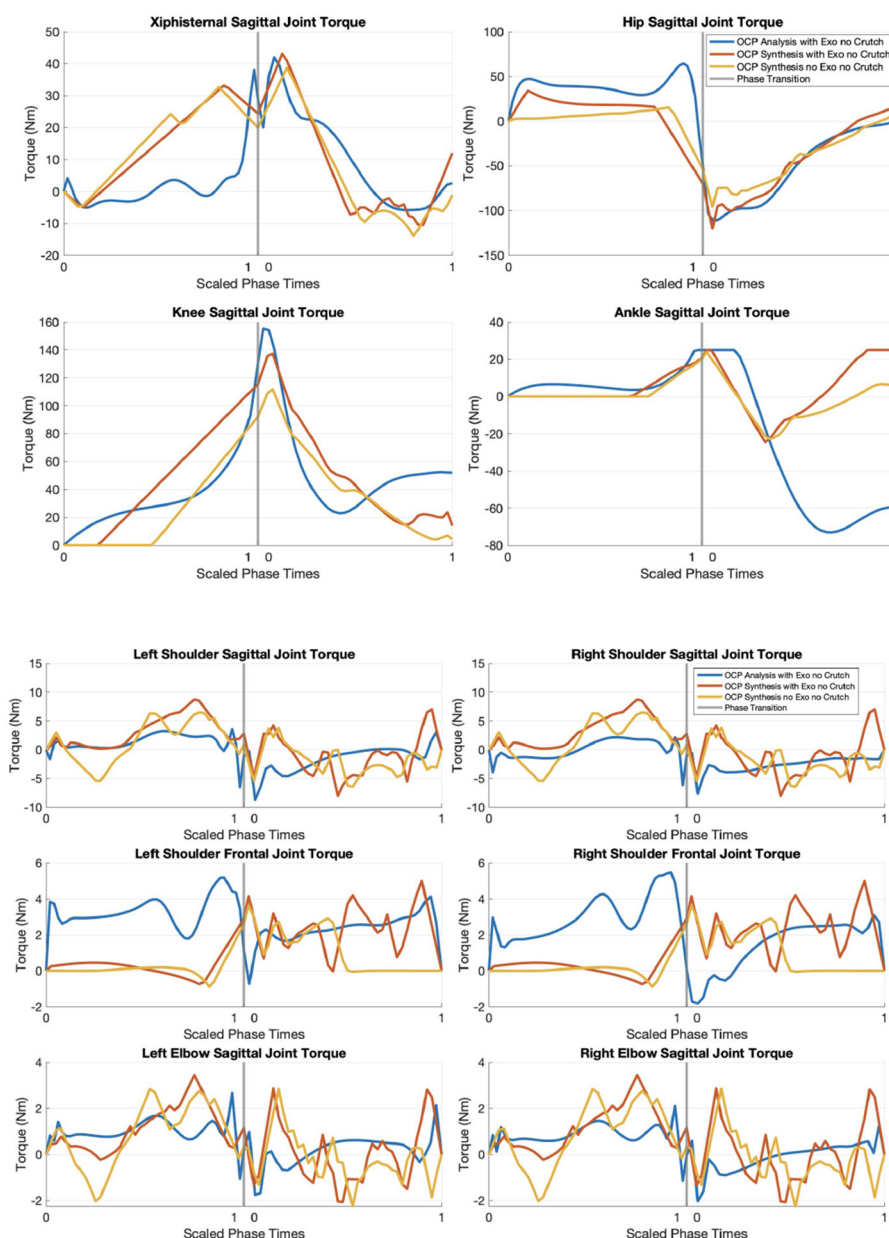 Xiphisternal Sagittal Joint Torque
50
40
30
20
10
0
-10
-20
Torque (Nm)
0
1
0
1
Scaled Phase Times
Hip Sagittal Joint Torque
OCP Analysis with Exo no Crutch
OCP Synthesis with Exo no Crutch
OCP Synthesis no Exo no Crutch
Phase Transition
100
50
0
-50
-100
-150
Torque (Nm)
0
1
0
Scaled Phase Times
Knee Sagittal Joint Torque
160
140
120
100
80
60
40
20
0
Torque (Nm)
0
1
0
1
Scaled Phase Times
Ankle Sagittal Joint Torque
40
20
0
-20
-40
-60
-80
Torque (Nm)
0
1
0
Scaled Phase Times
Left Shoulder Sagittal Joint Torque
15
10
5
0
-5
-10
Torque (Nm)
0
1
0
1
Scaled Phase Times
Right Shoulder Sagittal Joint Torque
OCP Analysis with Exo no Crutch
OCP Synthesis with Exo no Crutch
OCP Synthesis no Exo no Crutch
Phase Transition
15
10
5
0
-5
-10
Torque (Nm)
0
1
0
1
Scaled Phase Times
Left Shoulder Frontal Joint Torque
6
4
2
0
-2
Torque (Nm)
0
1
0
1
Scaled Phase Times
Right Shoulder Frontal Joint Torque
6
4
2
0
-2
Torque (Nm)
0
1
0
1
Scaled Phase Times
Left Elbow Sagittal Joint Torque
4
2
0
-2
Torque (Nm)
0
1
0
1
Scaled Phase Times
Right Elbow Sagittal Joint Torque
4
2
0
-2
Torque (Nm)
0
1
0
1
Scaled Phase Times